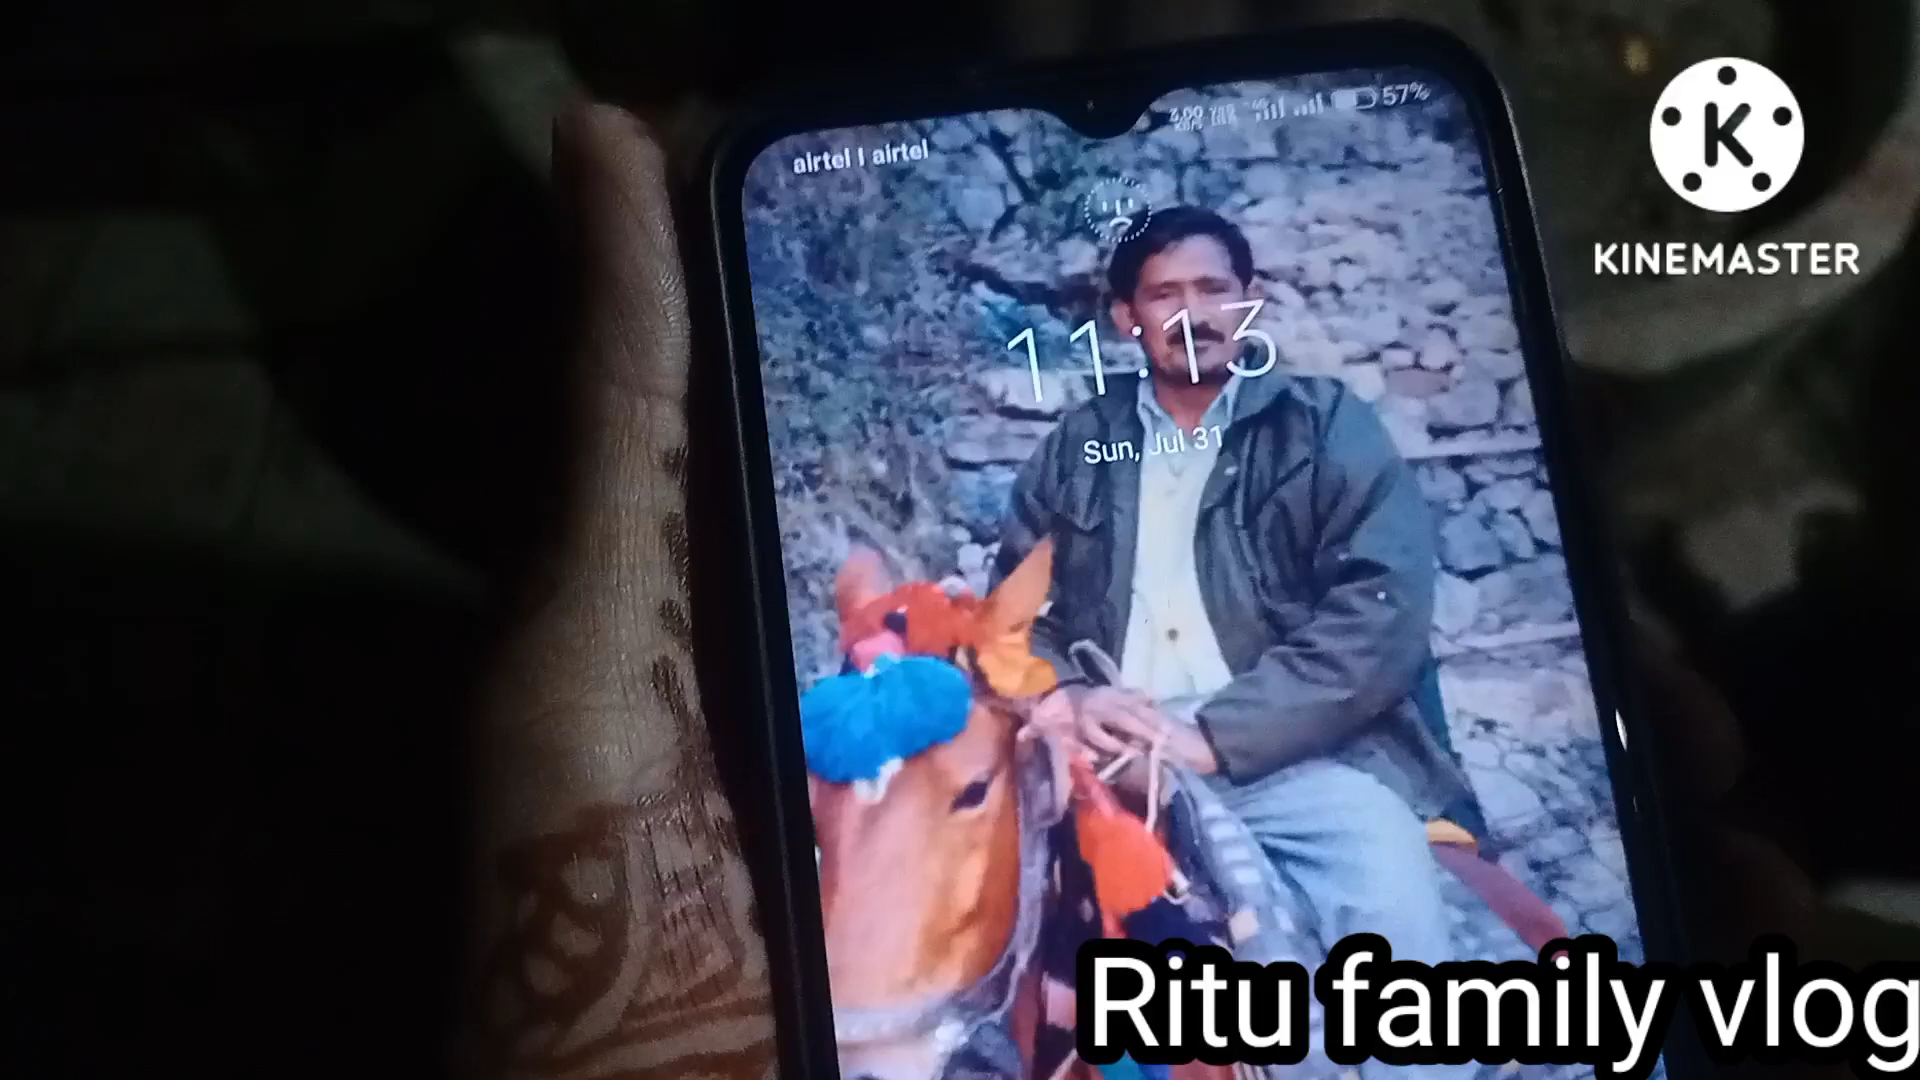 airtel | airtel
57%
11:13
Sun, Jul 31
K
KINEMASTER
Ritu family vlog